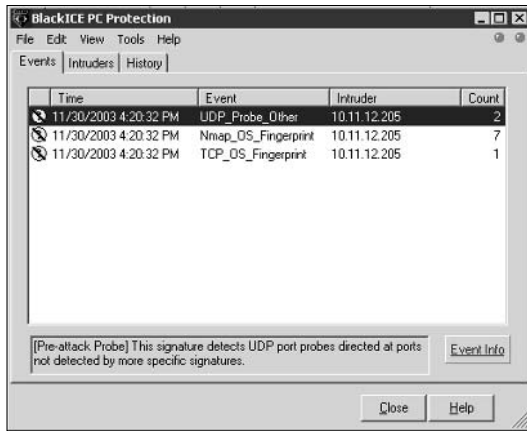 BlackICE PC Protection
File Edit View Tools Help
Events Intruders History
Time Event Intruder Count
11/30/2003 4:20:32 PM UDP_Probe_Other 10.11.12.205 2
11/30/2003 4:20:32 PM Nmap_OS_Fingerprint 10.11.12.205 7
11/30/2003 4:20:32 PM TCP_OS_Fingerprint 10.11.12.205 1
[Pre-attack Probe] This signature detects UDP port probes directed at ports
not detected by more specific signatures.
Event Info
Close Help